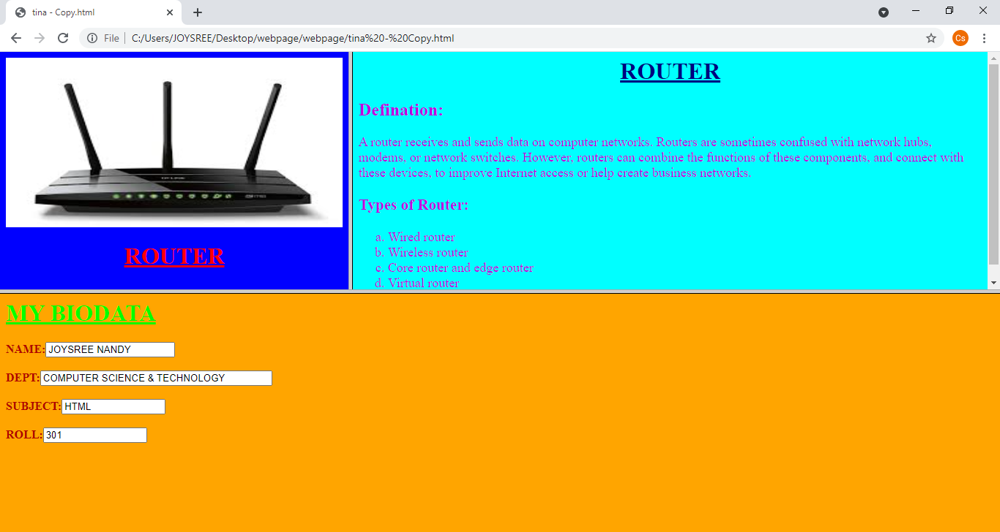 tina - Copy.html
File
C:/Users/JOYSREE/Desktop/webpage/webpage/tina%20-%20Copy.html
Cs
TP-LINK
ROUTER
ROUTER
Defination:
A router receives and sends data on computer networks. Routers are sometimes confused with network hubs,
modems, or network switches. However, routers can combine the functions of these components, and connect with
these devices, to improve Internet access or help create business networks.
Types of Router:
a. Wired router
b. Wireless router
c. Core router and edge router
d. Virtual router
MY BIODATA
NAME: JOYSREE NANDY
DEPT: COMPUTER SCIENCE & TECHNOLOGY
SUBJECT: HTML
ROLL: 301